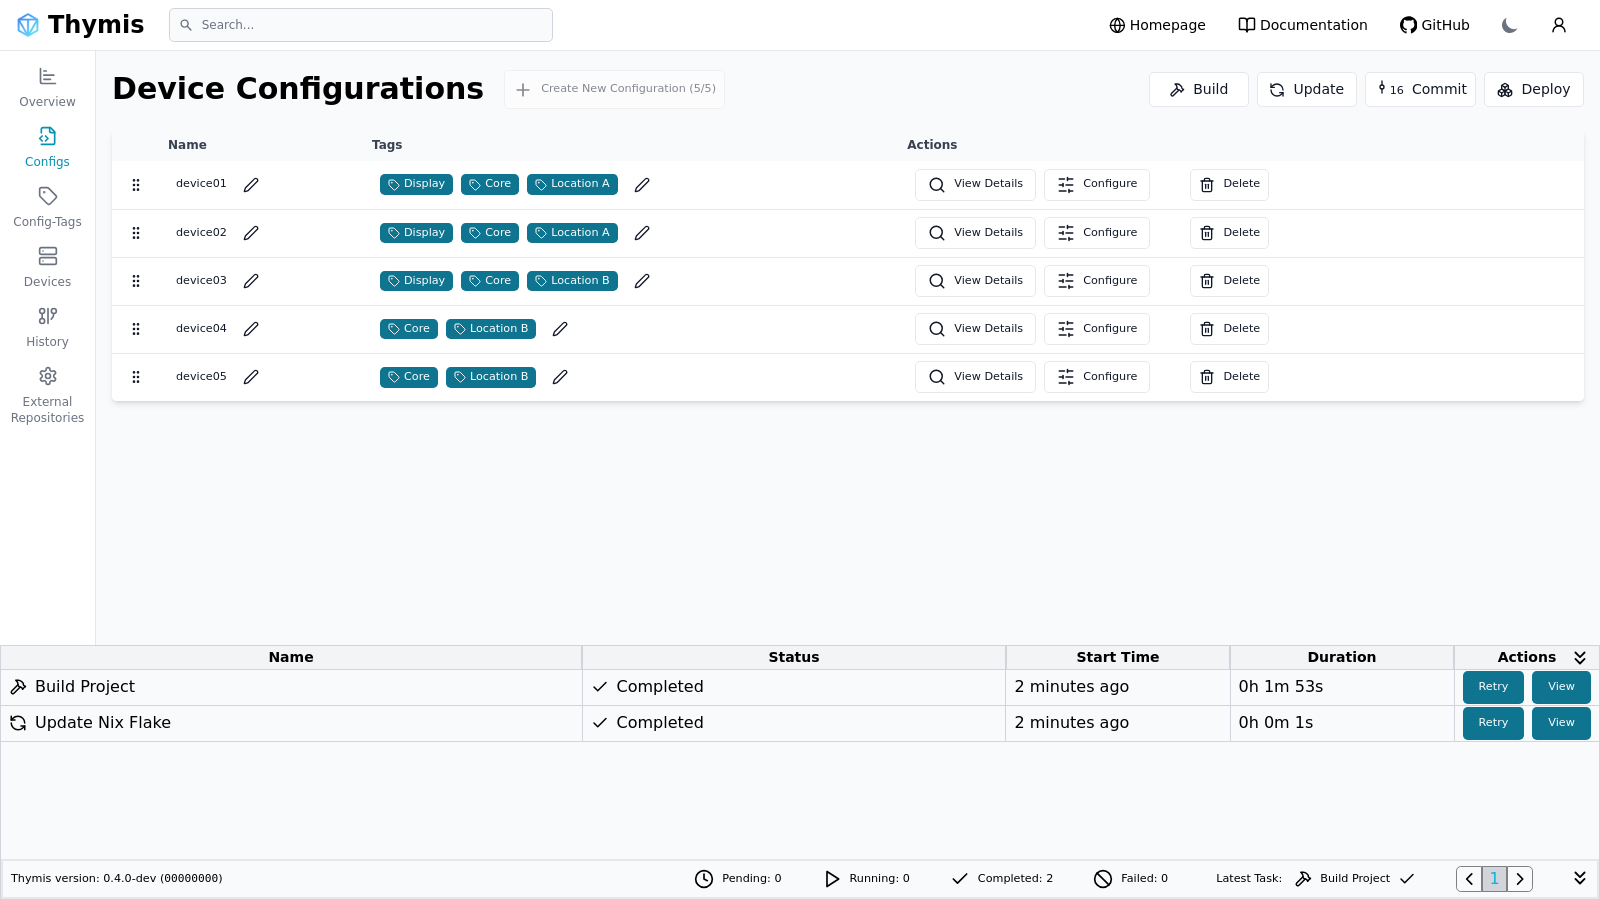 Thymis
Search...
Homepage
Documentation
GitHub
Overview
Configs
Config-Tags
Devices
History
External
Repositories
Device Configurations
Create New Configuration (5/5)
Build
Update
16 Commit
Deploy
Name Tags Actions
device01 Display Core Location A View Details Configure Delete
device02 Display Core Location A View Details Configure Delete
device03 Display Core Location B View Details Configure Delete
device04 Core Location B View Details Configure Delete
device05 Core Location B View Details Configure Delete
Name Status Start Time Duration Actions
Build Project Completed 2 minutes ago 0h 1m 53s Retry View
Update Nix Flake Completed 2 minutes ago 0h 0m 1s Retry View
Thymis version: 0.4.0-dev (00000000) Pending: 0 Running: 0 Completed: 2 Failed: 0 Latest Task: Build Project 1